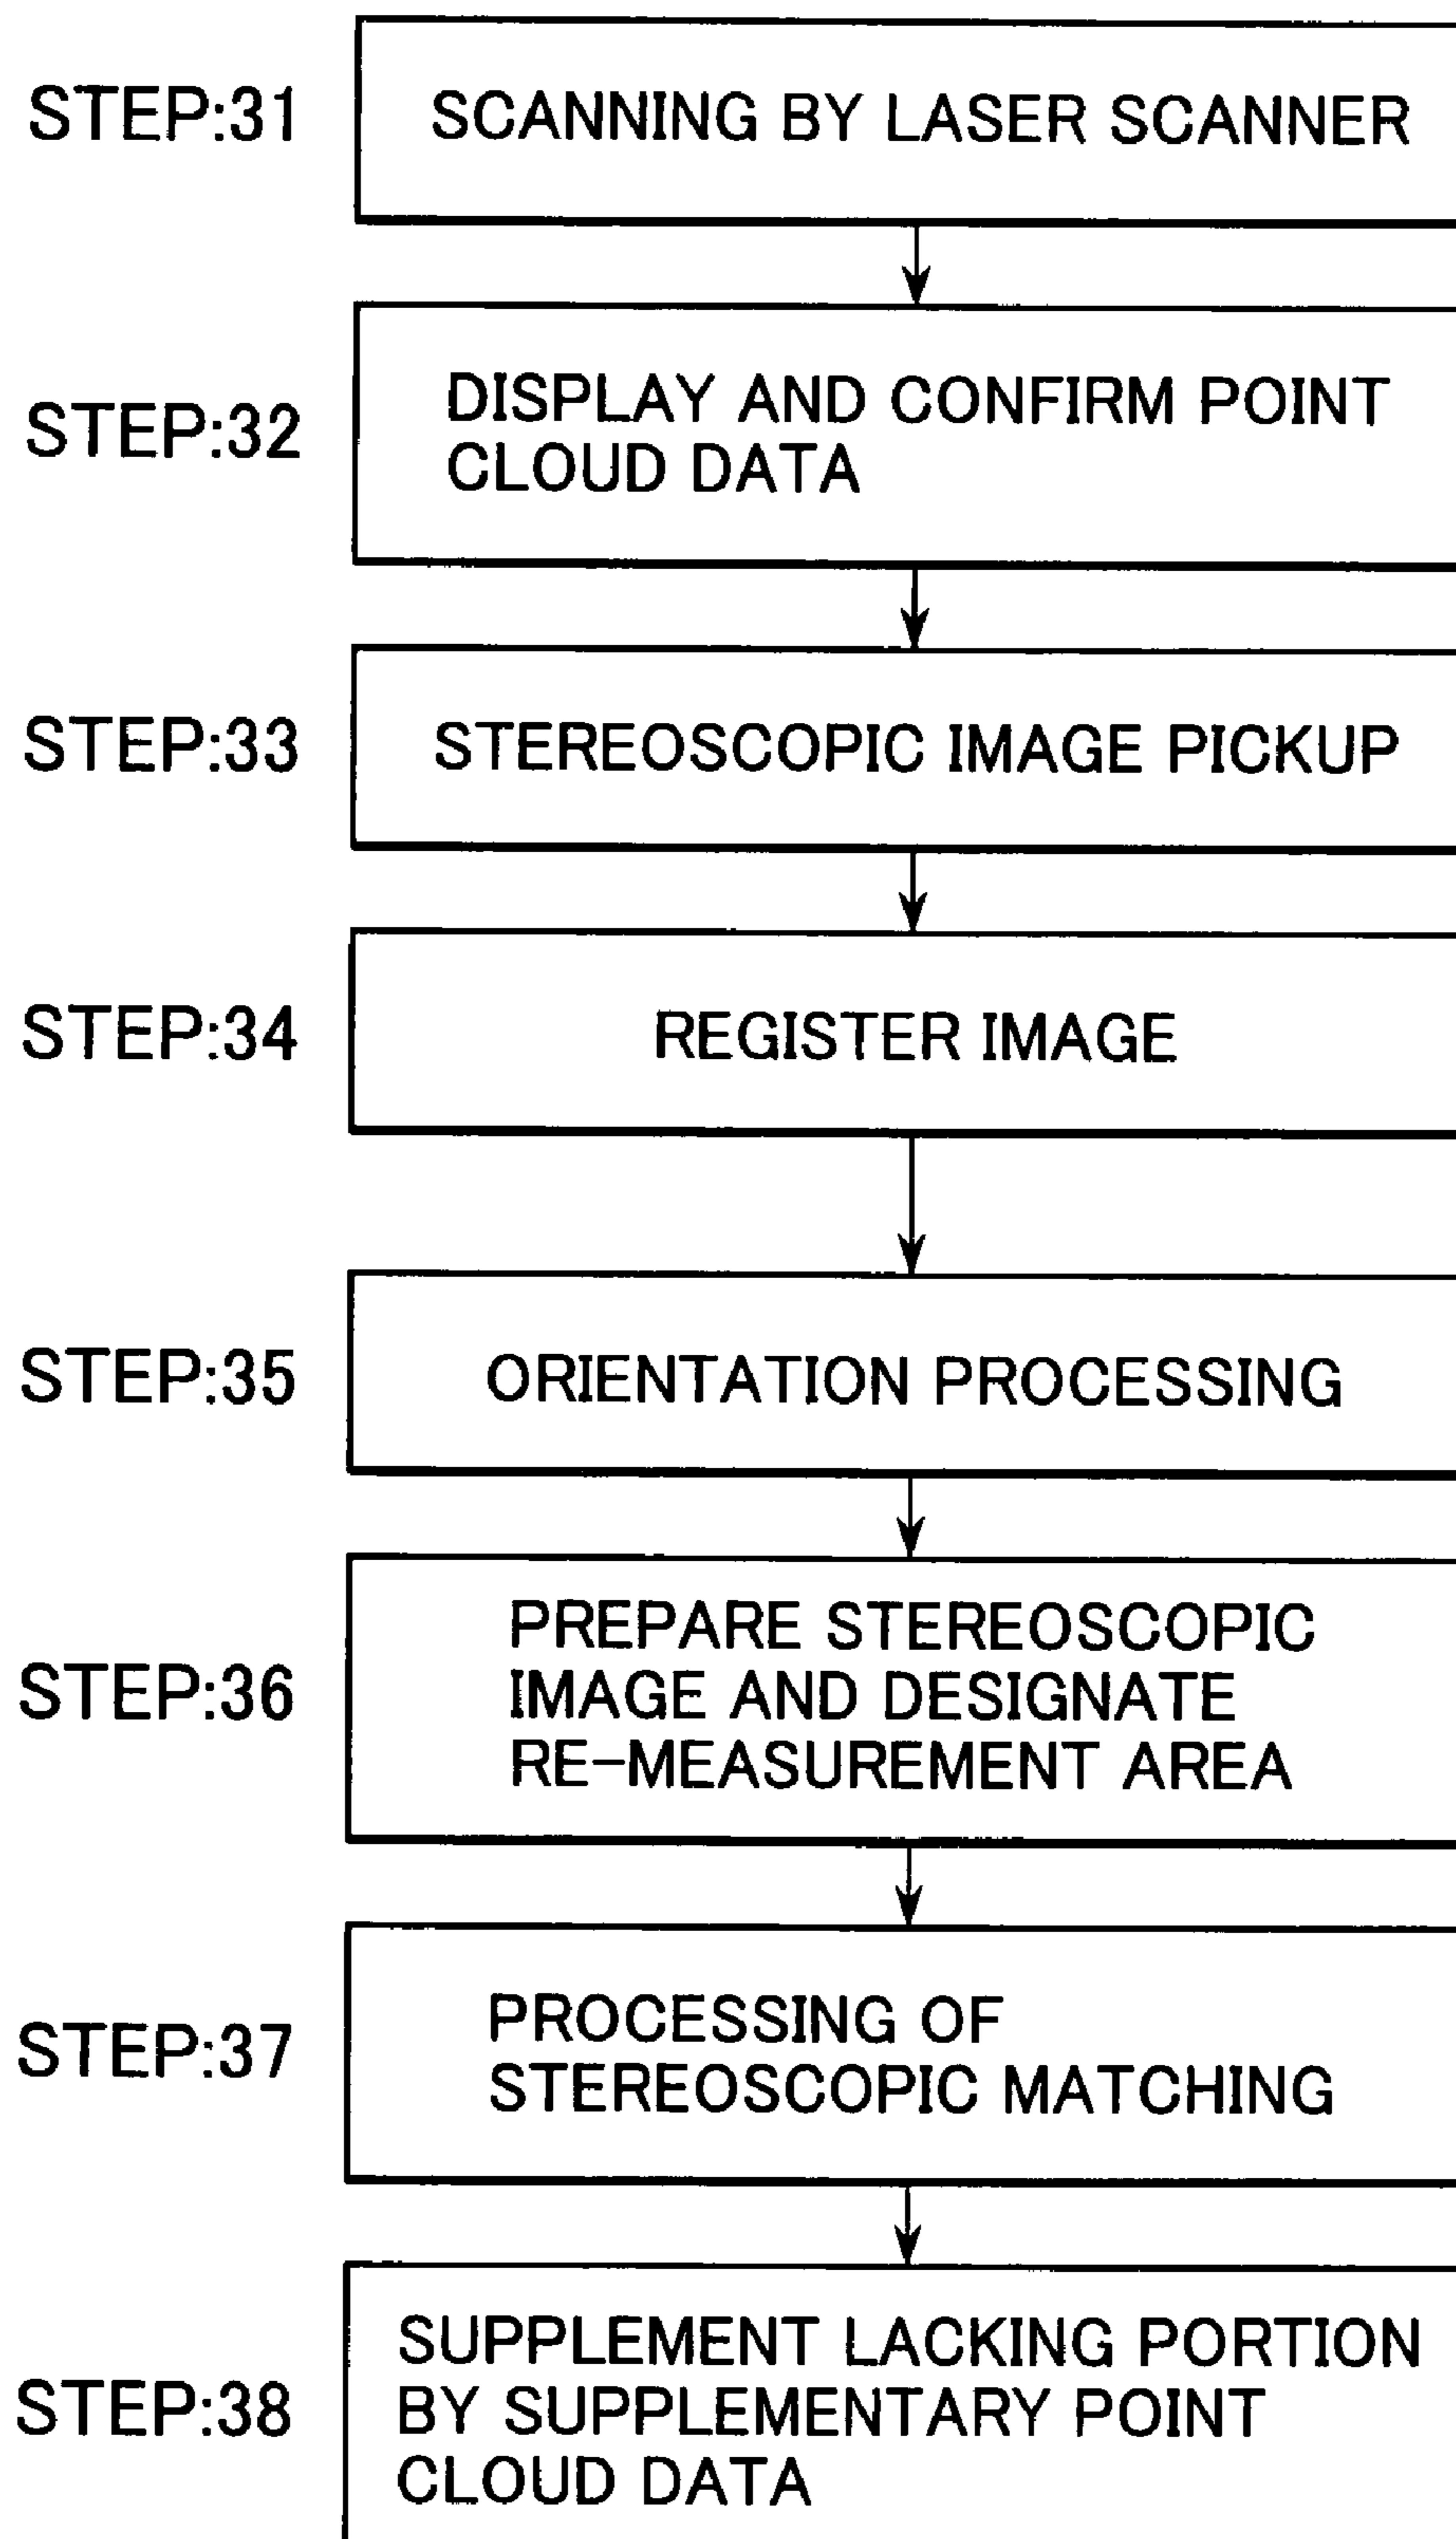 STEP:31
SCANNING BY LASER SCANNER
STEP:32
DISPLAY AND CONFIRM POINT
CLOUD DATA
STEP:33
STEREOSCOPIC IMAGE PICKUP
STEP:34
REGISTER IMAGE
STEP:35
ORIENTATION PROCESSING
STEP:36
PREPARE STEREOSCOPIC
IMAGE AND DESIGNATE
RE-MEASUREMENT AREA
STEP:37
PROCESSING OF
STEREOSCOPIC MATCHING
STEP:38
SUPPLEMENT LACKING PORTION
BY SUPPLEMENTARY POINT
CLOUD DATA